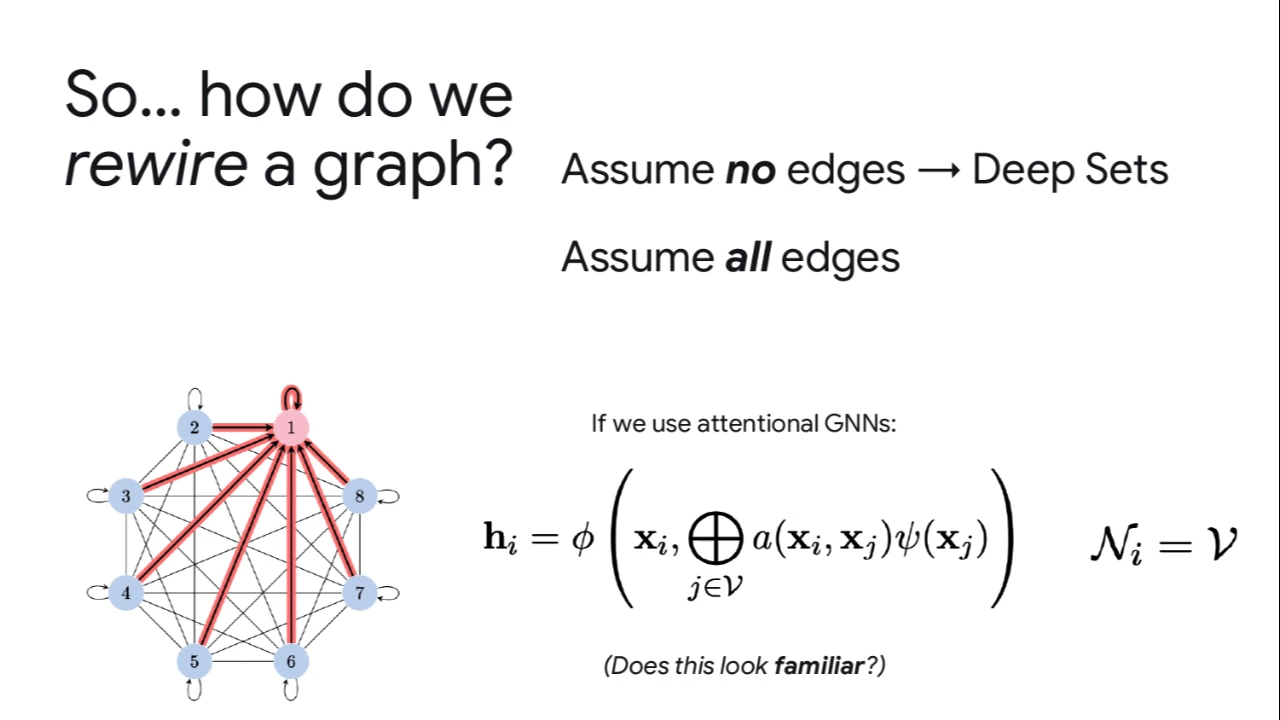 So... how do we
rewire a graph?
Assume no edges → Deep Sets
Assume all edges
If we use attentional GNNs:
h_i = ϕ ( x_i, ⨁_{j∈𝒱} a(x_i, x_j)ψ(x_j) )
𝒩_i = 𝒱
(Does this look familiar?)
2 1
3 8
4 7
5 6